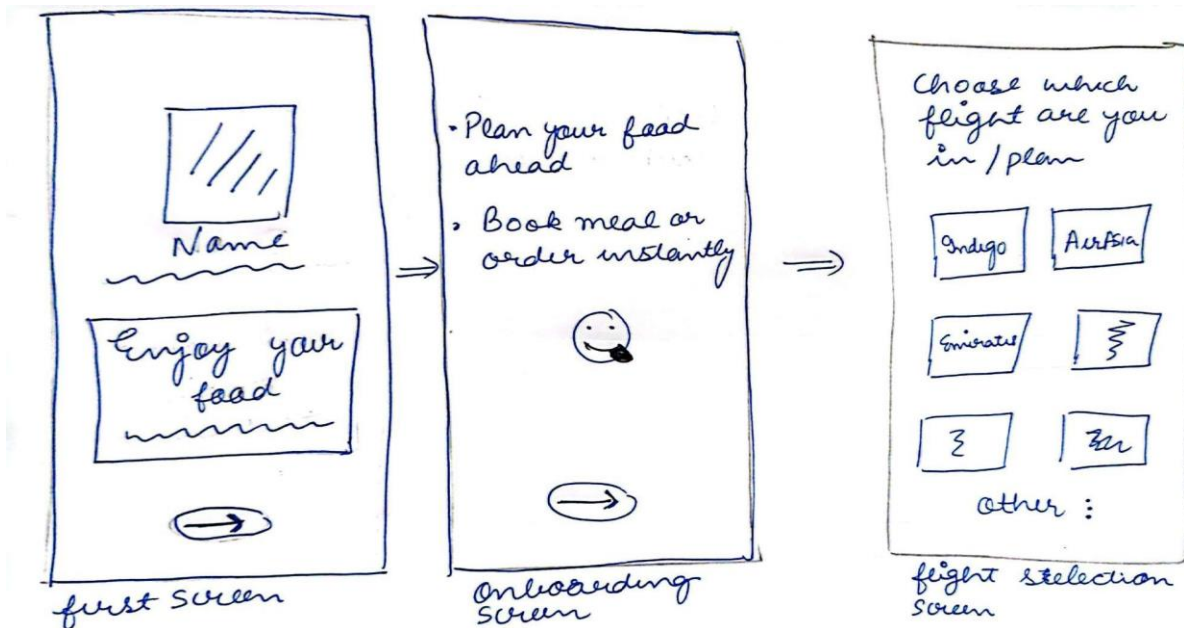 Name
Enjoy your
food
first screen
• Plan your food
ahead
• Book meal or
order instantly
Onboarding
screen
Choose which
flight are you
in / plan
Indigo
AirAsia
Emirates
other :
flight selection
screen